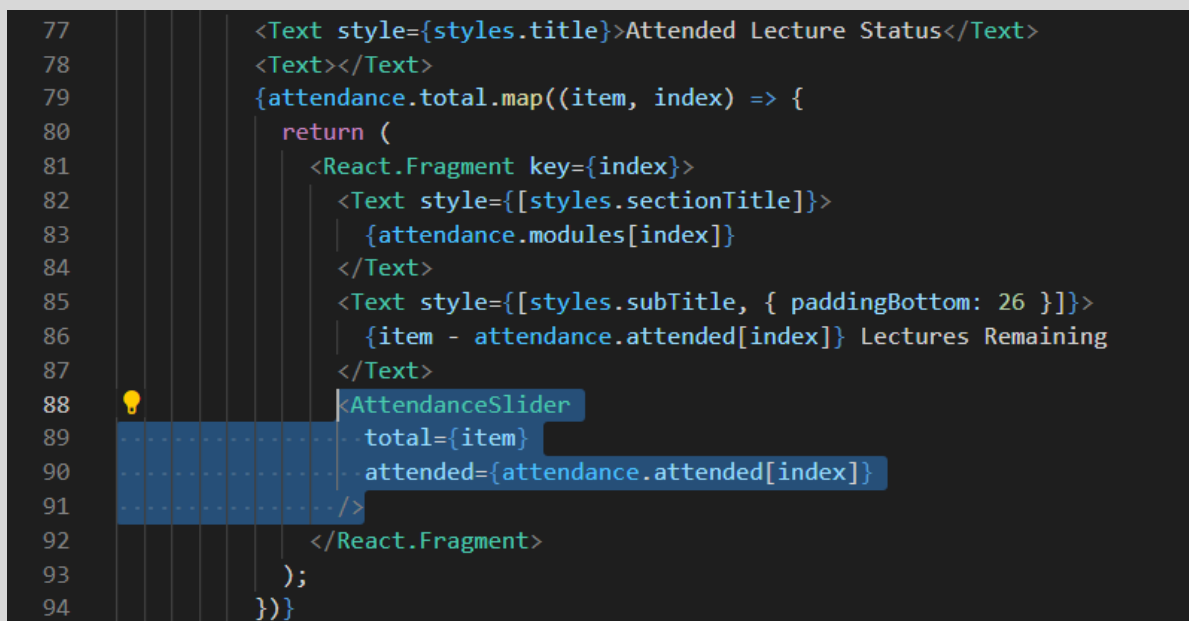 77 <Text style={styles.title}>Attended Lecture Status</Text>
78 <Text></Text>
79 {attendance.total.map((item, index) => {
80 return (
81 <React.Fragment key={index}>
82 <Text style={[styles.sectionTitle]}>
83 {attendance.modules[index]}
84 </Text>
85 <Text style={[styles.subTitle, { paddingBottom: 26 }]}>
86 {item - attendance.attended[index]} Lectures Remaining
87 </Text>
88 <AttendanceSlider
89 total={item}
90 attended={attendance.attended[index]}
91 />
92 </React.Fragment>
93 );
94 })}